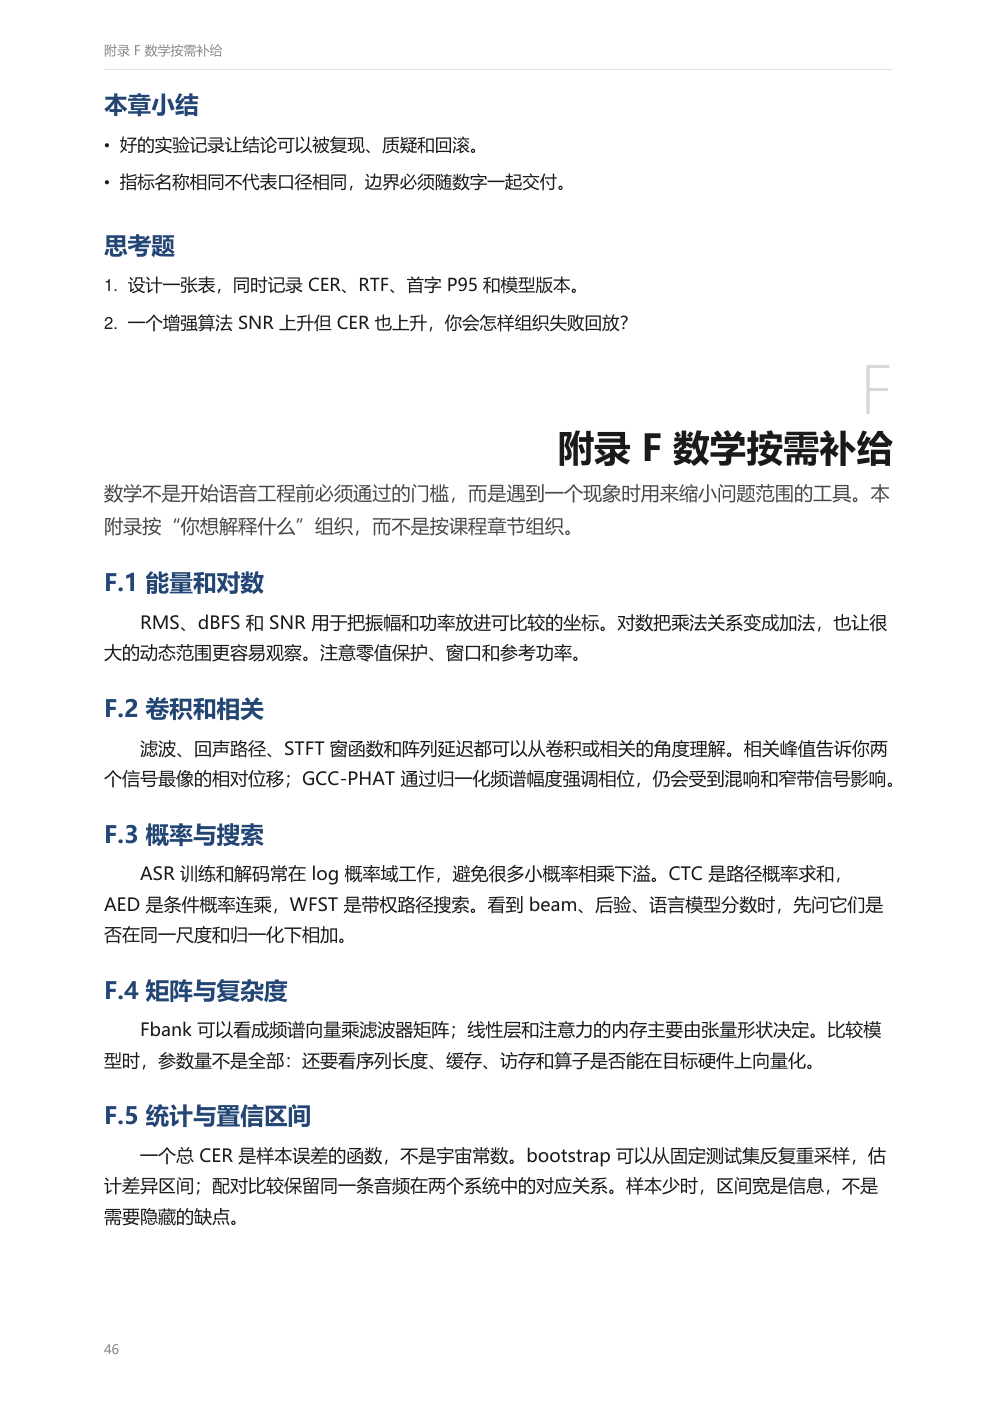 附录 F 数学按需补给
本章小结
• 好的实验记录让结论可以被复现、质疑和回滚。
• 指标名称相同不代表口径相同，边界必须随数字一起交付。
思考题
1. 设计一张表，同时记录 CER、RTF、首字 P95 和模型版本。
2. 一个增强算法 SNR 上升但 CER 也上升，你会怎样组织失败回放？
F
附录 F 数学按需补给
数学不是开始语音工程前必须通过的门槛，而是遇到一个现象时用来缩小问题范围的工具。本
附录按“你想解释什么”组织，而不是按课程章节组织。
F.1 能量和对数
RMS、dBFS 和 SNR 用于把振幅和功率放进可比较的坐标。对数把乘法关系变成加法，也让很
大的动态范围更容易观察。注意零值保护、窗口和参考功率。
F.2 卷积和相关
滤波、回声路径、STFT 窗函数和阵列延迟都可以从卷积或相关的角度理解。相关峰值告诉你两
个信号最像的相对位移；GCC-PHAT 通过归一化频谱幅度强调相位，仍会受到混响和窄带信号影响。
F.3 概率与搜索
ASR 训练和解码常在 log 概率域工作，避免很多小概率相乘下溢。CTC 是路径概率求和，
AED 是条件概率连乘，WFST 是带权路径搜索。看到 beam、后验、语言模型分数时，先问它们是
否在同一尺度和归一化下相加。
F.4 矩阵与复杂度
Fbank 可以看成频谱向量乘滤波器矩阵；线性层和注意力的内存主要由张量形状决定。比较模
型时，参数量不是全部：还要看序列长度、缓存、访存和算子是否能在目标硬件上向量化。
F.5 统计与置信区间
一个总 CER 是样本误差的函数，不是宇宙常数。bootstrap 可以从固定测试集反复重采样，估
计差异区间；配对比较保留同一条音频在两个系统中的对应关系。样本少时，区间宽是信息，不是
需要隐藏的缺点。
46